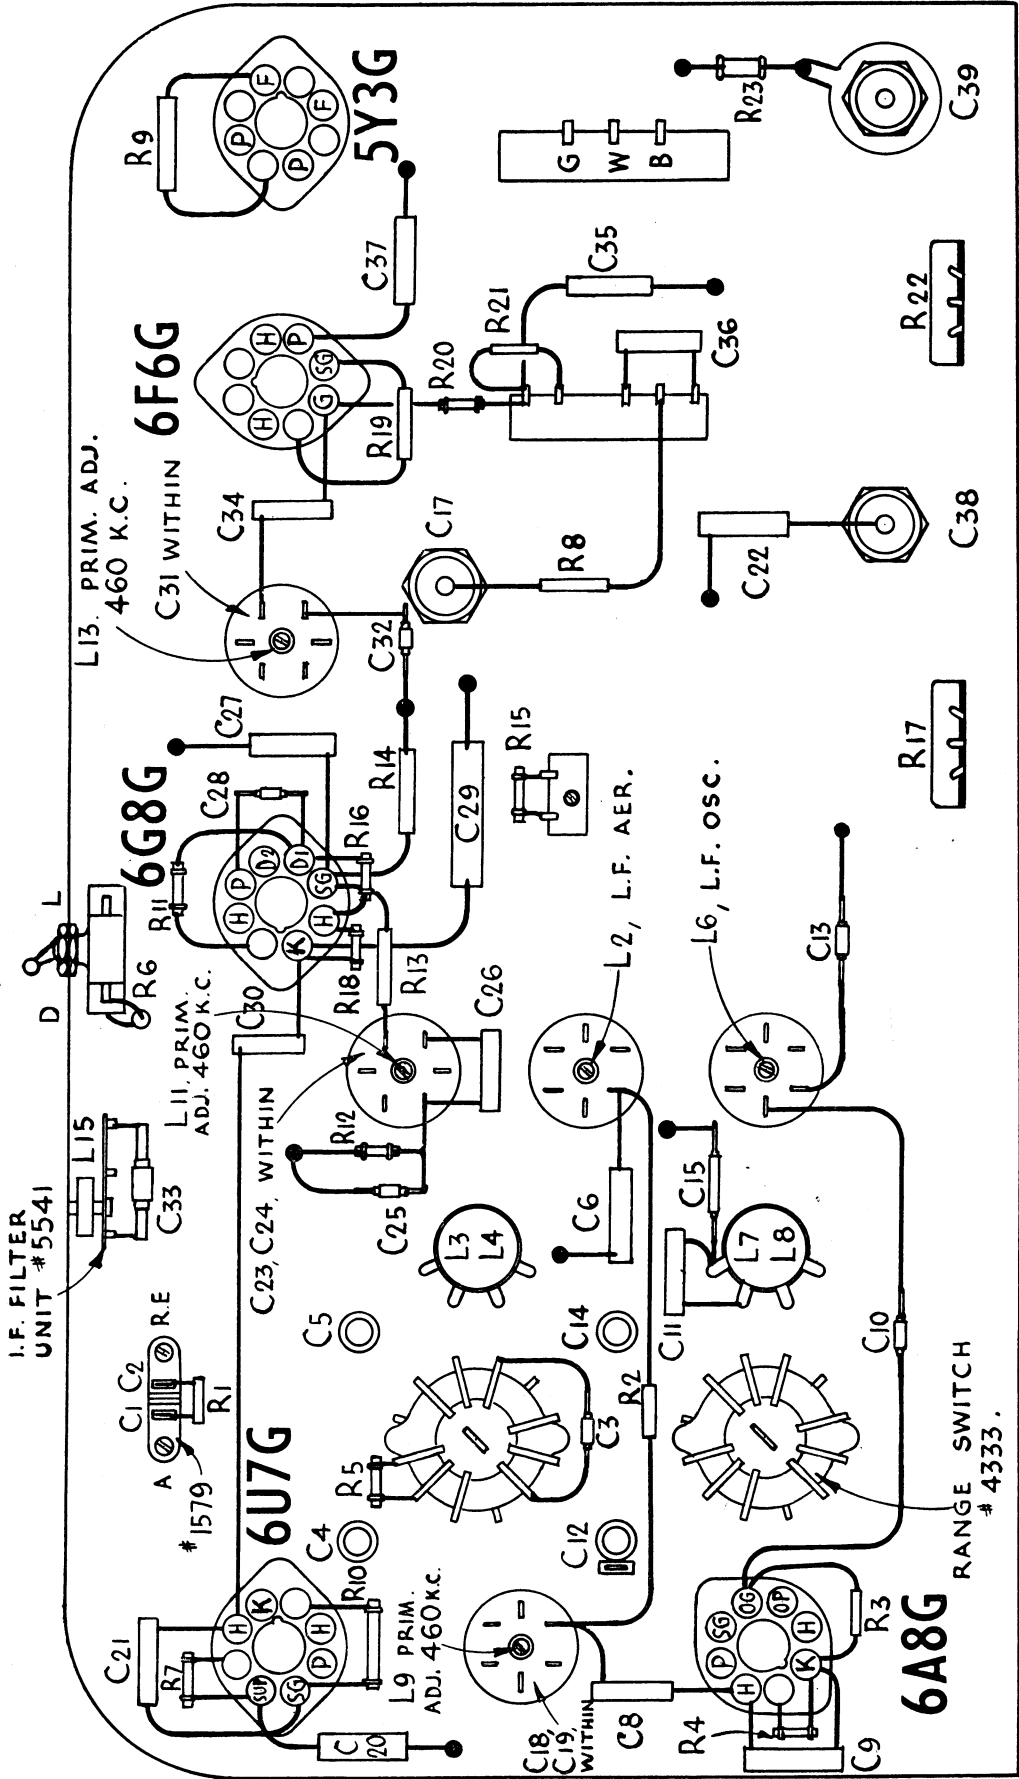 I.F. FILTER
UNIT #5541
L15
C33
D
L
R6
A
C1
C2
R.E
R1
#1579
L13. PRIM. ADJ.
460 K.C.
C31 WITHIN
R9
F
F
P
P
5Y3G
6F6G
H
H
P
SG
G
C37
C34
R19
R20
R21
C35
C36
G
W
B
R23
C39
6G8G
C27
C28
R11
P
D2
D1
H
SG
H
K
R16
R14
R18
R13
C30
C29
C32
C17
R8
R15
C22
C38
R22
R17
L11, PRIM.
ADJ. 460 K.C.
C23, C24, WITHIN
R12
C25
C26
L2, L.F. AER.
L6, L.F. OSC.
C13
C6
C15
C11
L3
L4
L7
L8
C5
C14
C10
R2
C3
R5
C4
C12
6U7G
C21
R7
H
K
H
P
SUP
SG
R10
C20
L9 PRIM.
ADJ. 460 K.C.
C18,
C19,
WITHIN
C8
R4
C9
P
SG
OG
OP
H
K
H
R3
6A8G
RANGE SWITCH
#4333.